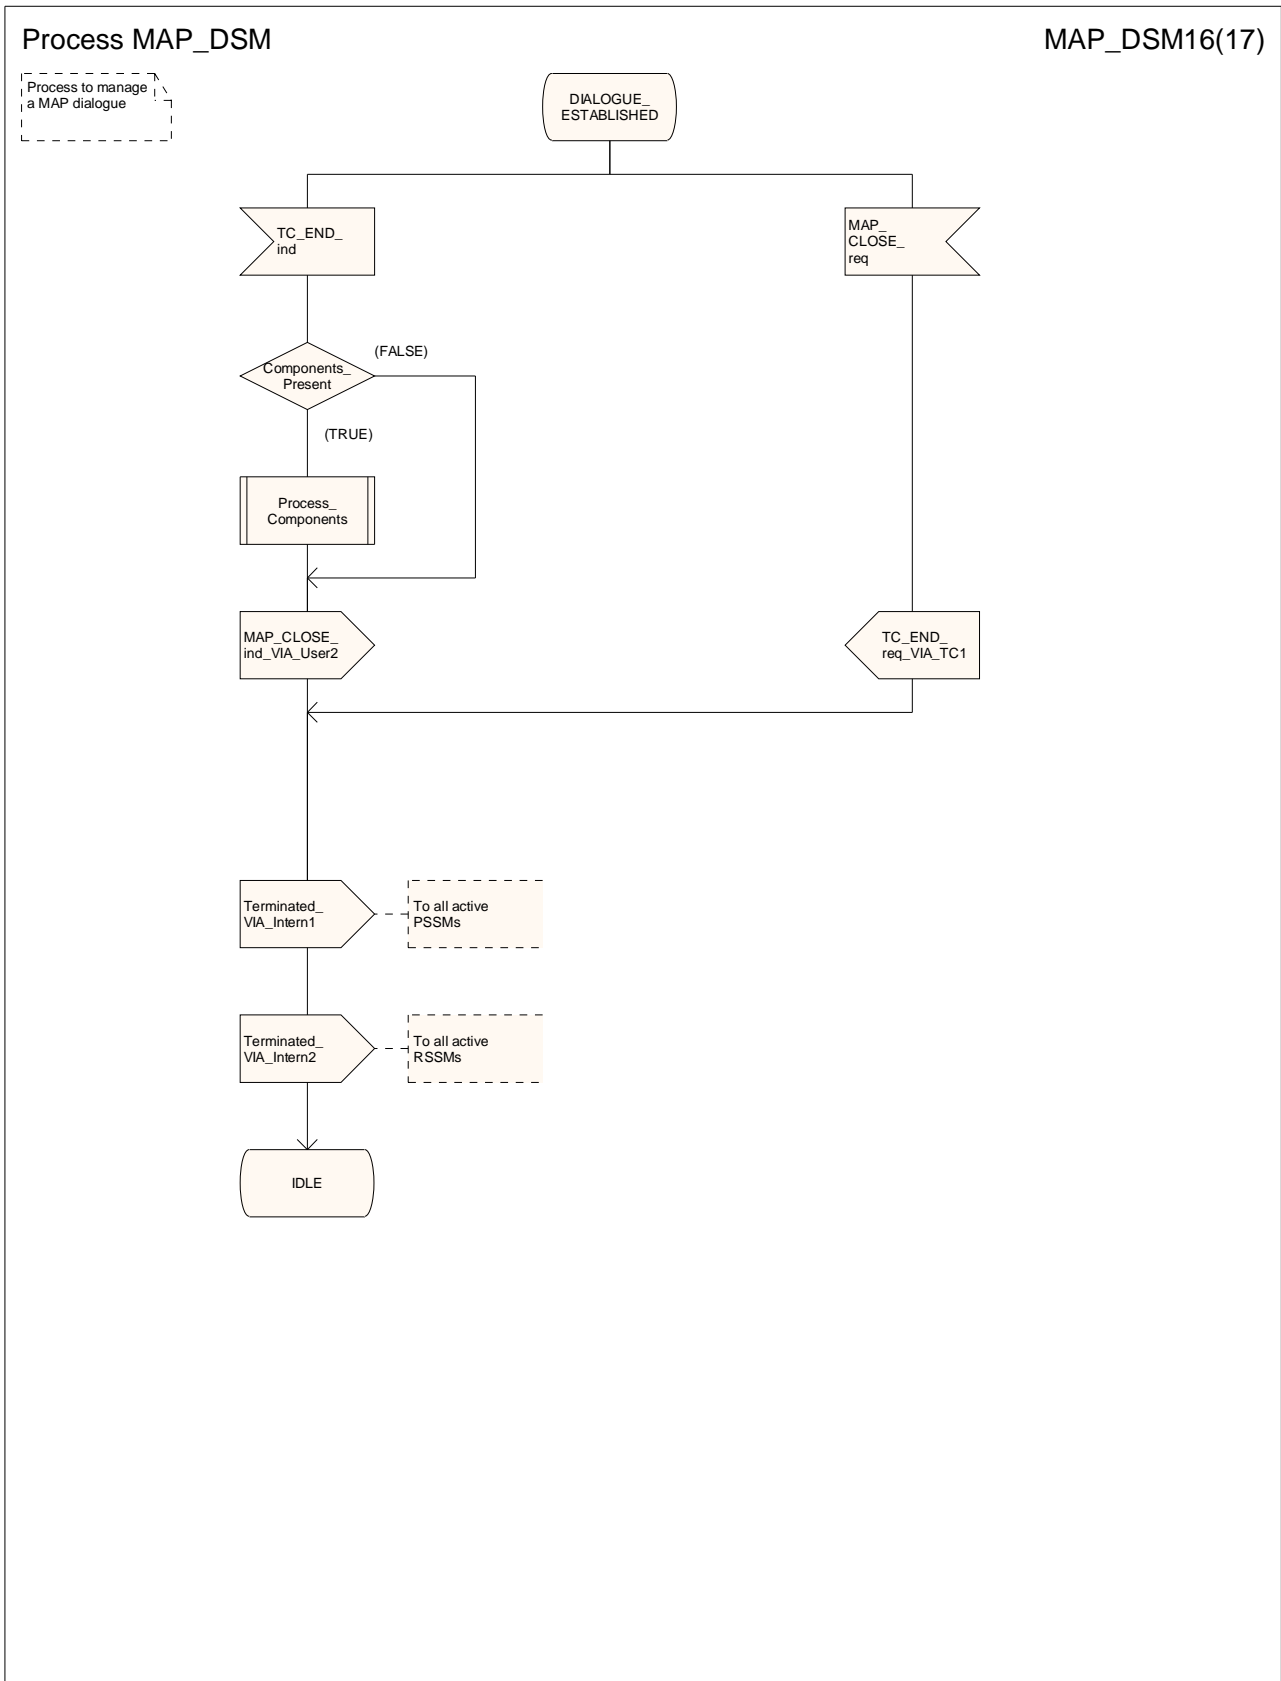 Process MAP_DSM
MAP_DSM16(17)
Process to manage
a MAP dialogue
DIALOGUE_
ESTABLISHED
TC_END_
ind
MAP_
CLOSE_
req
Components_
Present
(FALSE)
(TRUE)
Process_
Components
MAP_CLOSE_
ind_VIA_User2
TC_END_
req_VIA_TC1
Terminated_
VIA_Intern1
To all active
PSSMs
Terminated_
VIA_Intern2
To all active
RSSMs
IDLE